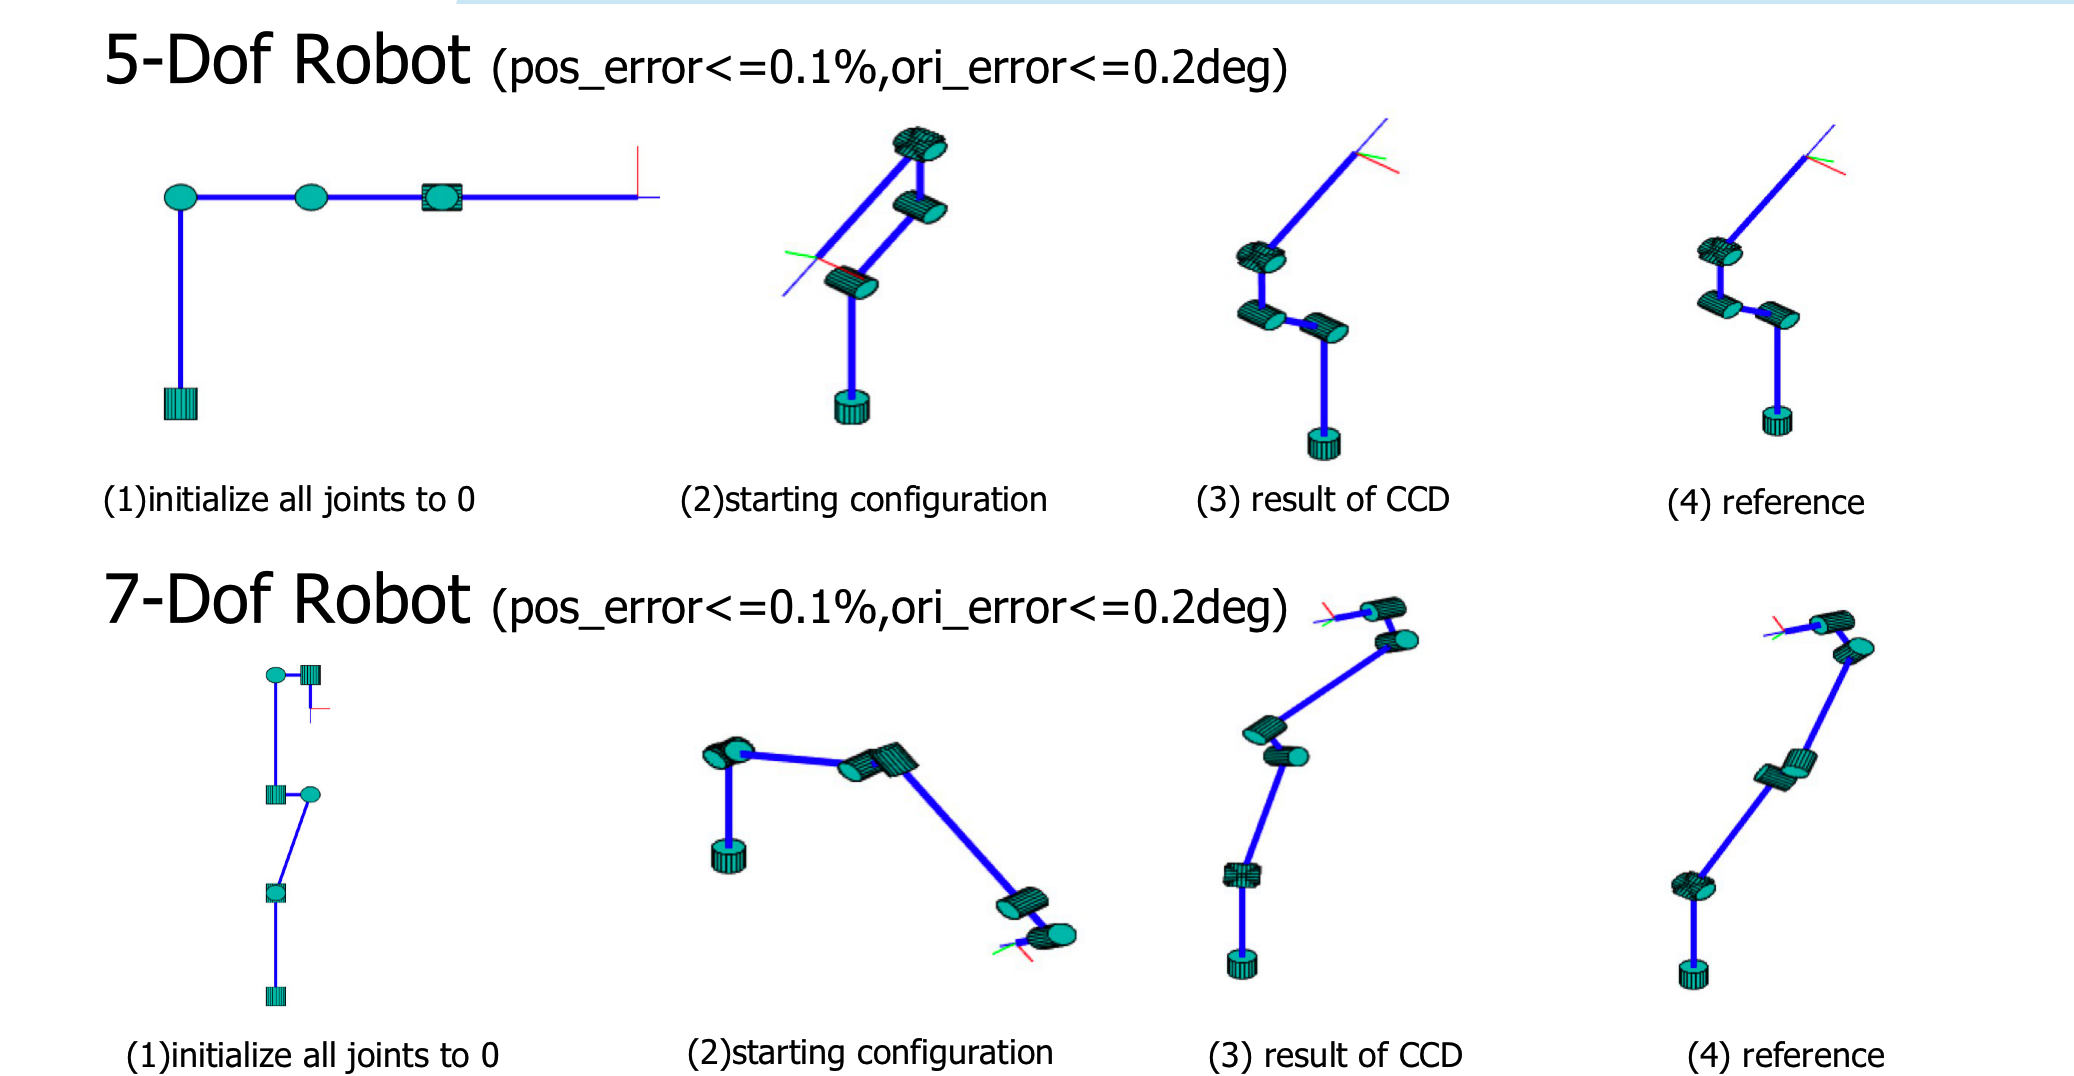 5-Dof Robot (pos_error<=0.1%,ori_error<=0.2deg)
(1)initialize all joints to 0
(2)starting configuration
(3) result of CCD
(4) reference
7-Dof Robot (pos_error<=0.1%,ori_error<=0.2deg)
(1)initialize all joints to 0
(2)starting configuration
(3) result of CCD
(4) reference